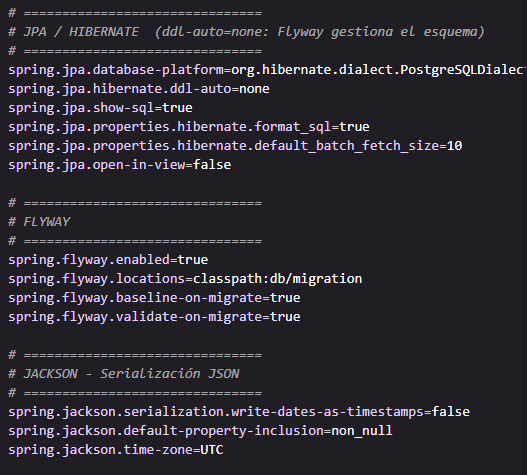 # ===============================
# JPA / HIBERNATE  (ddl-auto=none: Flyway gestiona el esquema)
# ===============================
spring.jpa.database-platform=org.hibernate.dialect.PostgreSQLDialect
spring.jpa.hibernate.ddl-auto=none
spring.jpa.show-sql=true
spring.jpa.properties.hibernate.format_sql=true
spring.jpa.properties.hibernate.default_batch_fetch_size=10
spring.jpa.open-in-view=false
# ===============================
# FLYWAY
# ===============================
spring.flyway.enabled=true
spring.flyway.locations=classpath:db/migration
spring.flyway.baseline-on-migrate=true
spring.flyway.validate-on-migrate=true
# ===============================
# JACKSON - Serialización JSON
# ===============================
spring.jackson.serialization.write-dates-as-timestamps=false
spring.jackson.default-property-inclusion=non_null
spring.jackson.time-zone=UTC